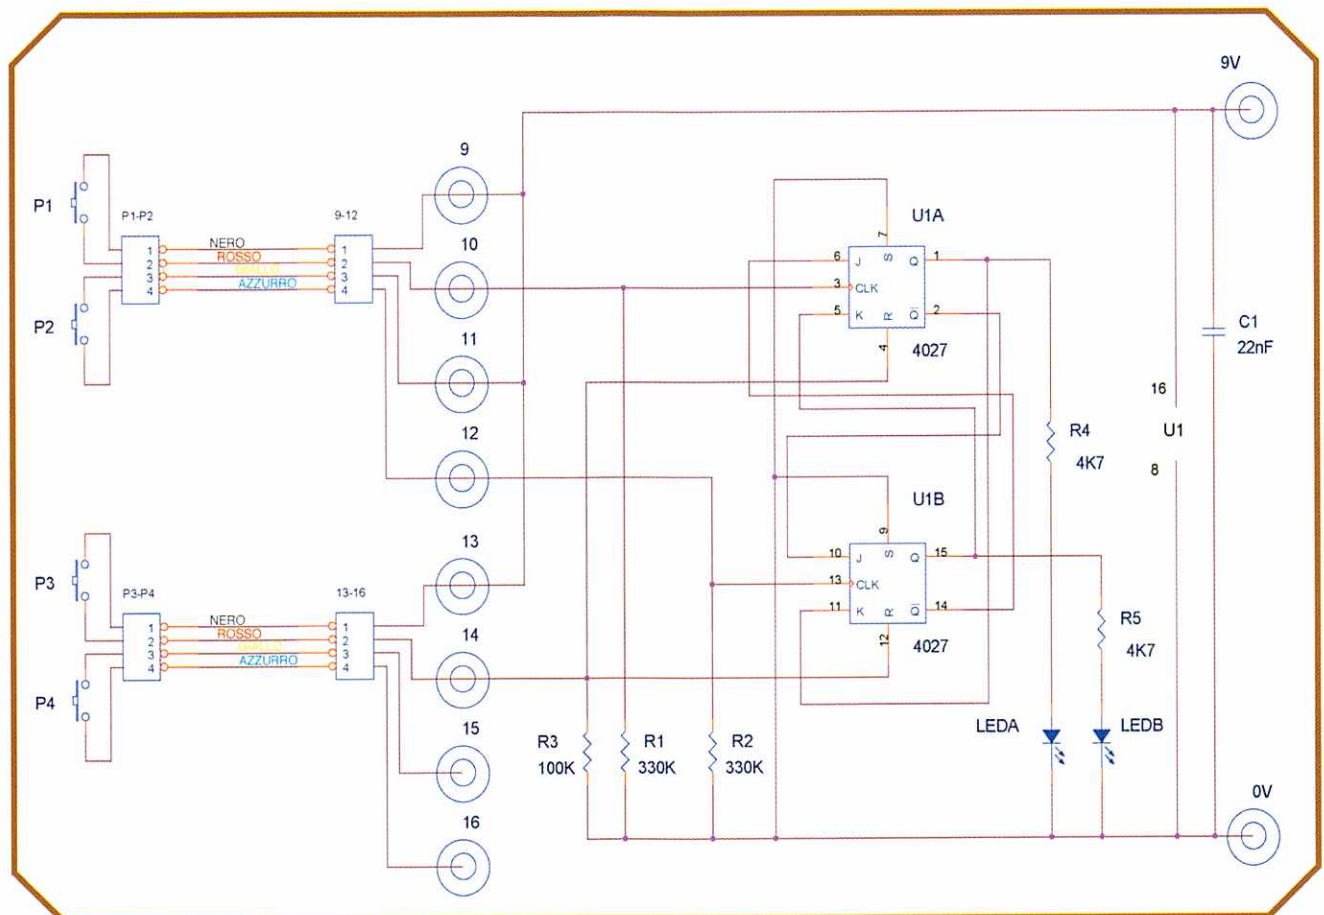 9V
9
P1
P1-P2
9-12
1
2
3
4
NERO
ROSSO
GIALLO
AZZURRO
1
2
3
4
10
P2
11
12
U1A
7
6 J S Q 1
3 CLK
5 K R Q 2
4
4027
C1
22nF
16
U1
8
R4
4K7
U1B
9
10 J S Q 15
13 CLK
11 K R Q 14
12
4027
R5
4K7
13
P3
P3-P4
13-16
1
2
3
4
NERO
ROSSO
GIALLO
AZZURRO
1
2
3
4
14
P4
15
16
R3
100K
R1
330K
R2
330K
LEDA
LEDB
0V